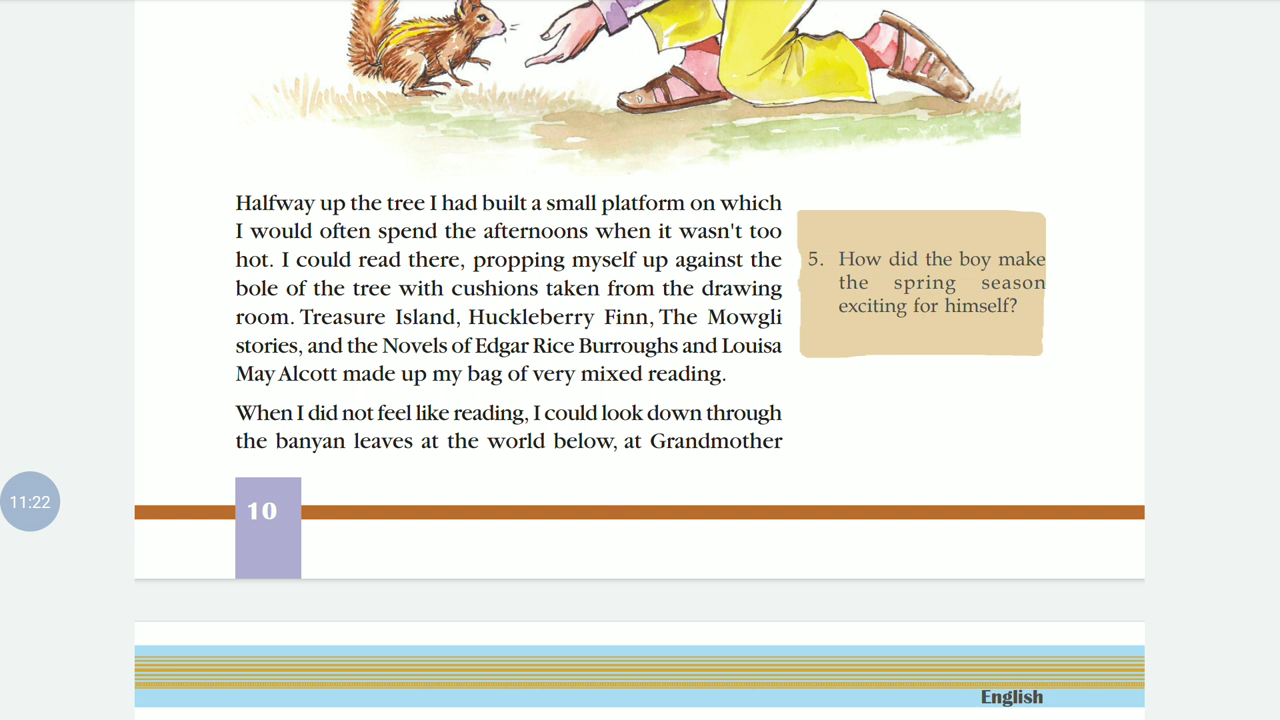 Halfway up the tree I had built a small platform on which
I would often spend the afternoons when it wasn't too
hot. I could read there, propping myself up against the
bole of the tree with cushions taken from the drawing
room. Treasure Island, Huckleberry Finn, The Mowgli
stories, and the Novels of Edgar Rice Burroughs and Louisa
May Alcott made up my bag of very mixed reading.
When I did not feel like reading, I could look down through
the banyan leaves at the world below, at Grandmother
5. How did the boy make
the spring season
exciting for himself?
11:22
10
English